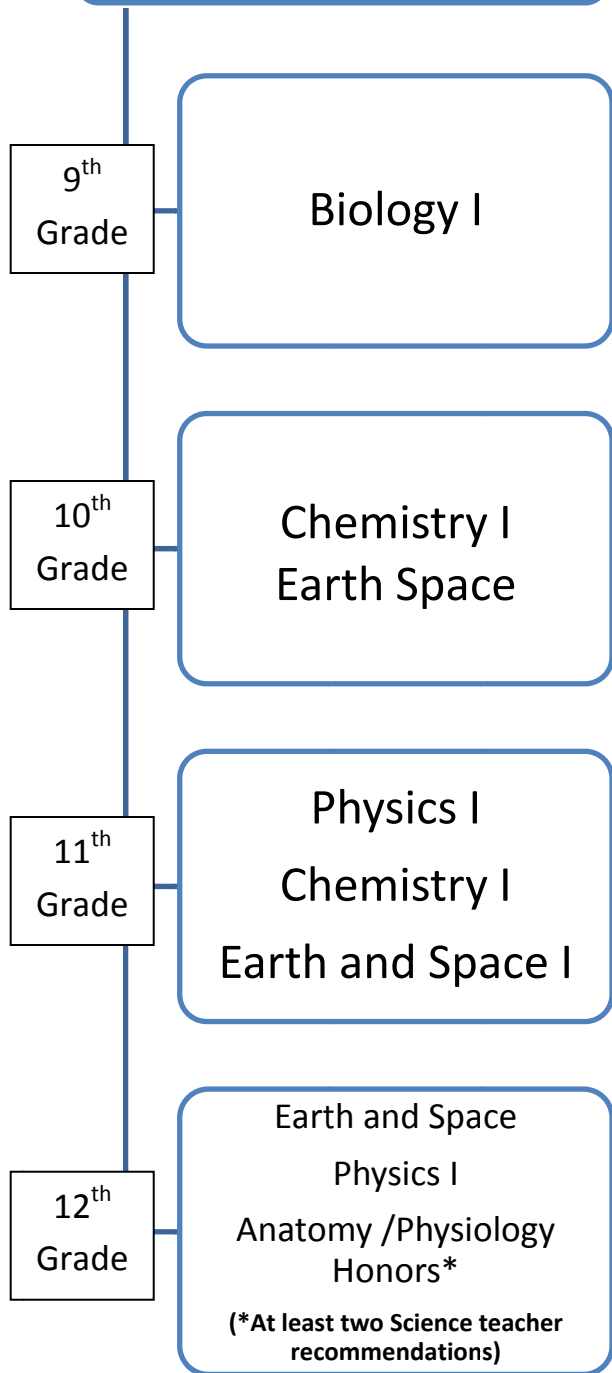 9th
Grade
Biology I
10th
Grade
Chemistry I
Earth Space
11th
Grade
Physics I
Chemistry I
Earth and Space I
12th
Grade
Earth and Space
Physics I
Anatomy /Physiology
Honors*
(*At least two Science teacher
recommendations)